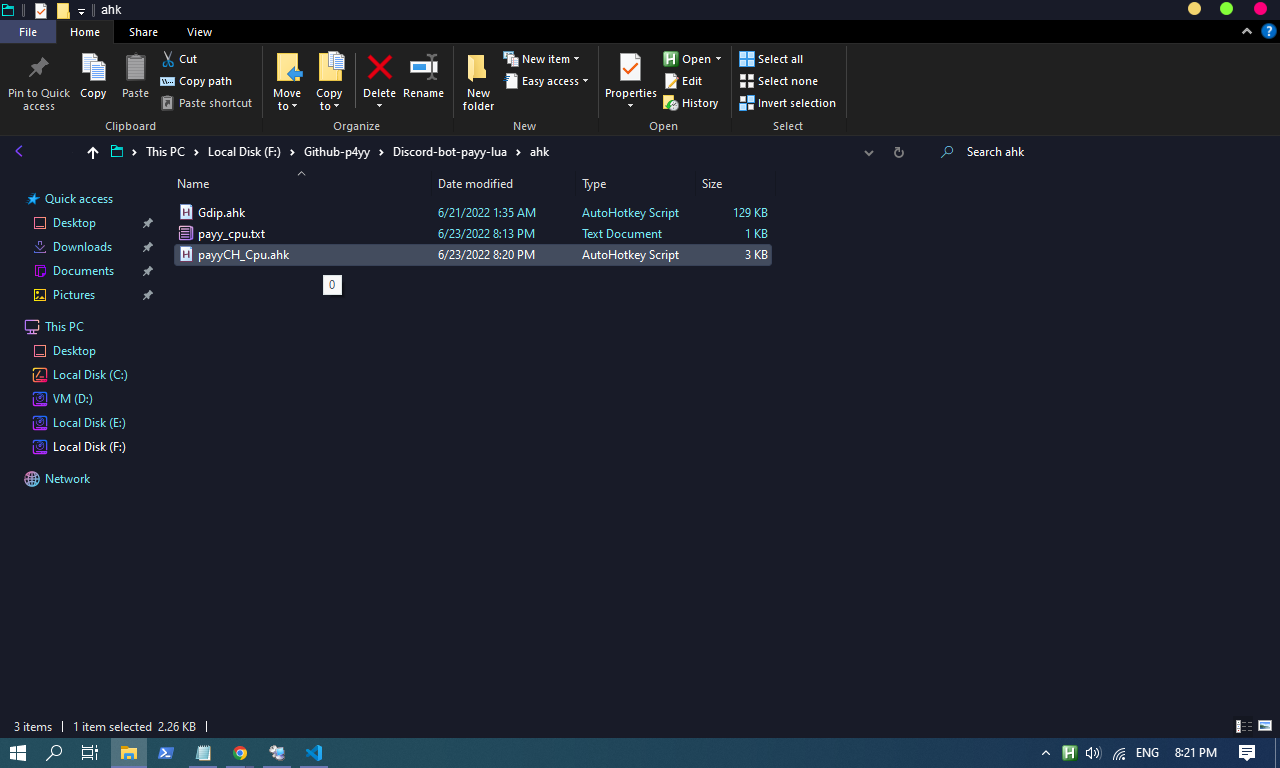 ahk
File Home Share View
Pin to Quick access
Copy
Paste
Cut
Copy path
Paste shortcut
Clipboard
Move to
Copy to
Delete
Rename
Organize
New folder
New item
Easy access
New
Properties
Open
Edit
History
Open
Select all
Select none
Invert selection
Select
This PC Local Disk (F:) Github-p4yy Discord-bot-payy-lua ahk
Search ahk
Name Date modified Type Size
Gdip.ahk 6/21/2022 1:35 AM AutoHotkey Script 129 KB
payy_cpu.txt 6/23/2022 8:13 PM Text Document 1 KB
payyCH_Cpu.ahk 6/23/2022 8:20 PM AutoHotkey Script 3 KB
0
Quick access
Desktop
Downloads
Documents
Pictures
This PC
Desktop
Local Disk (C:)
VM (D:)
Local Disk (E:)
Local Disk (F:)
Network
3 items 1 item selected 2.26 KB
ENG 8:21 PM